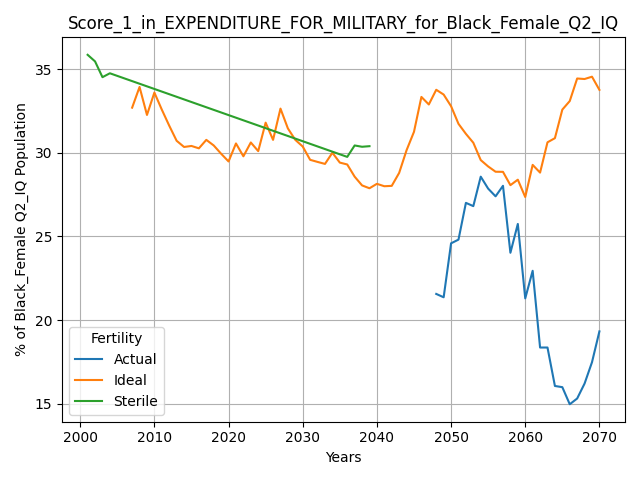 Score_1_in_EXPENDITURE_FOR_MILITARY_for_Black_Female_Q2_IQ
% of Black_Female Q2_IQ Population
35
30
25
20
15
Fertility
Actual
Ideal
Sterile
2000 2010 2020 2030 2040 2050 2060 2070
Years